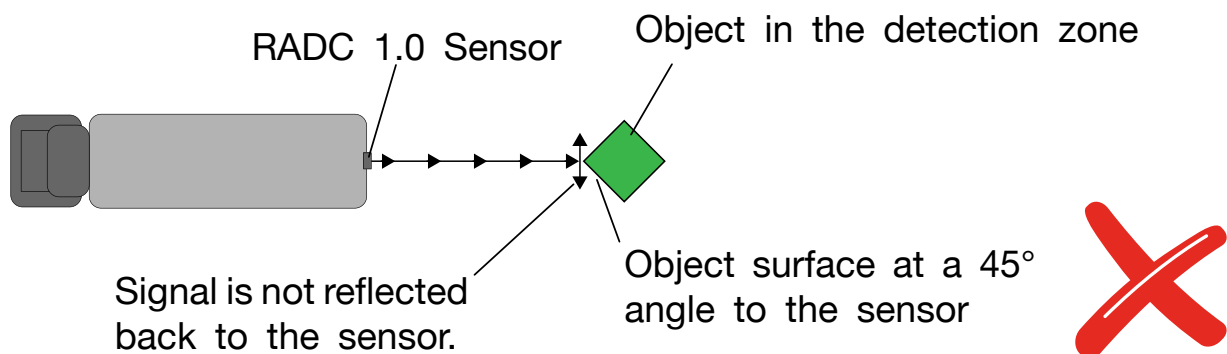 RADC 1.0 Sensor
Object in the detection zone
Signal is not reflected
back to the sensor.
Object surface at a 45°
angle to the sensor